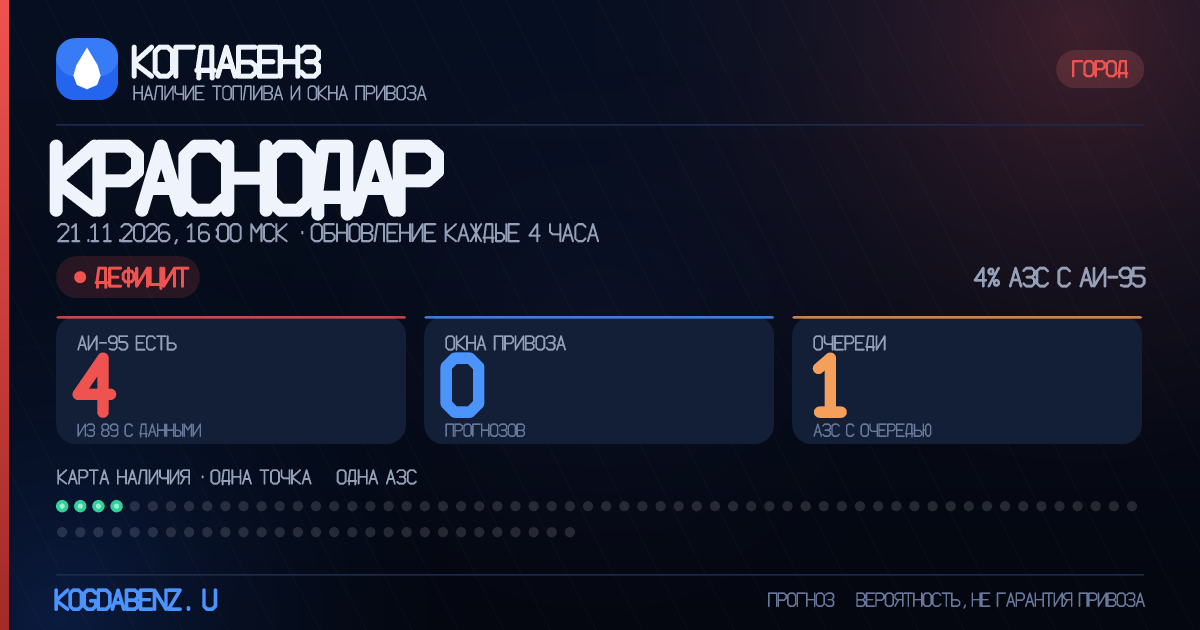 КОГДАБЕНЗ
НАЛИЧИЕ ТОПЛИВА И ОКНА ПРИВОЗА
ГОРОД
КРАСНОДАР
21.11.2026, 16:00 МСК · ОБНОВЛЕНИЕ КАЖДЫЕ 4 ЧАСА
ДЕФИЦИТ
4% АЗС С АИ-95
АИ-95 ЕСТЬ
4
ИЗ 89 С ДАННЫМИ
ОКНА ПРИВОЗА
0
ПРОГНОЗОВ
ОЧЕРЕДИ
1
АЗС С ОЧЕРЕДЬЮ
КАРТА НАЛИЧИЯ · ОДНА ТОЧКА ОДНА АЗС
KOGDABENZ. U
ПРОГНОЗ ВЕРОЯТНОСТЬ, НЕ ГАРАНТИЯ ПРИВОЗА